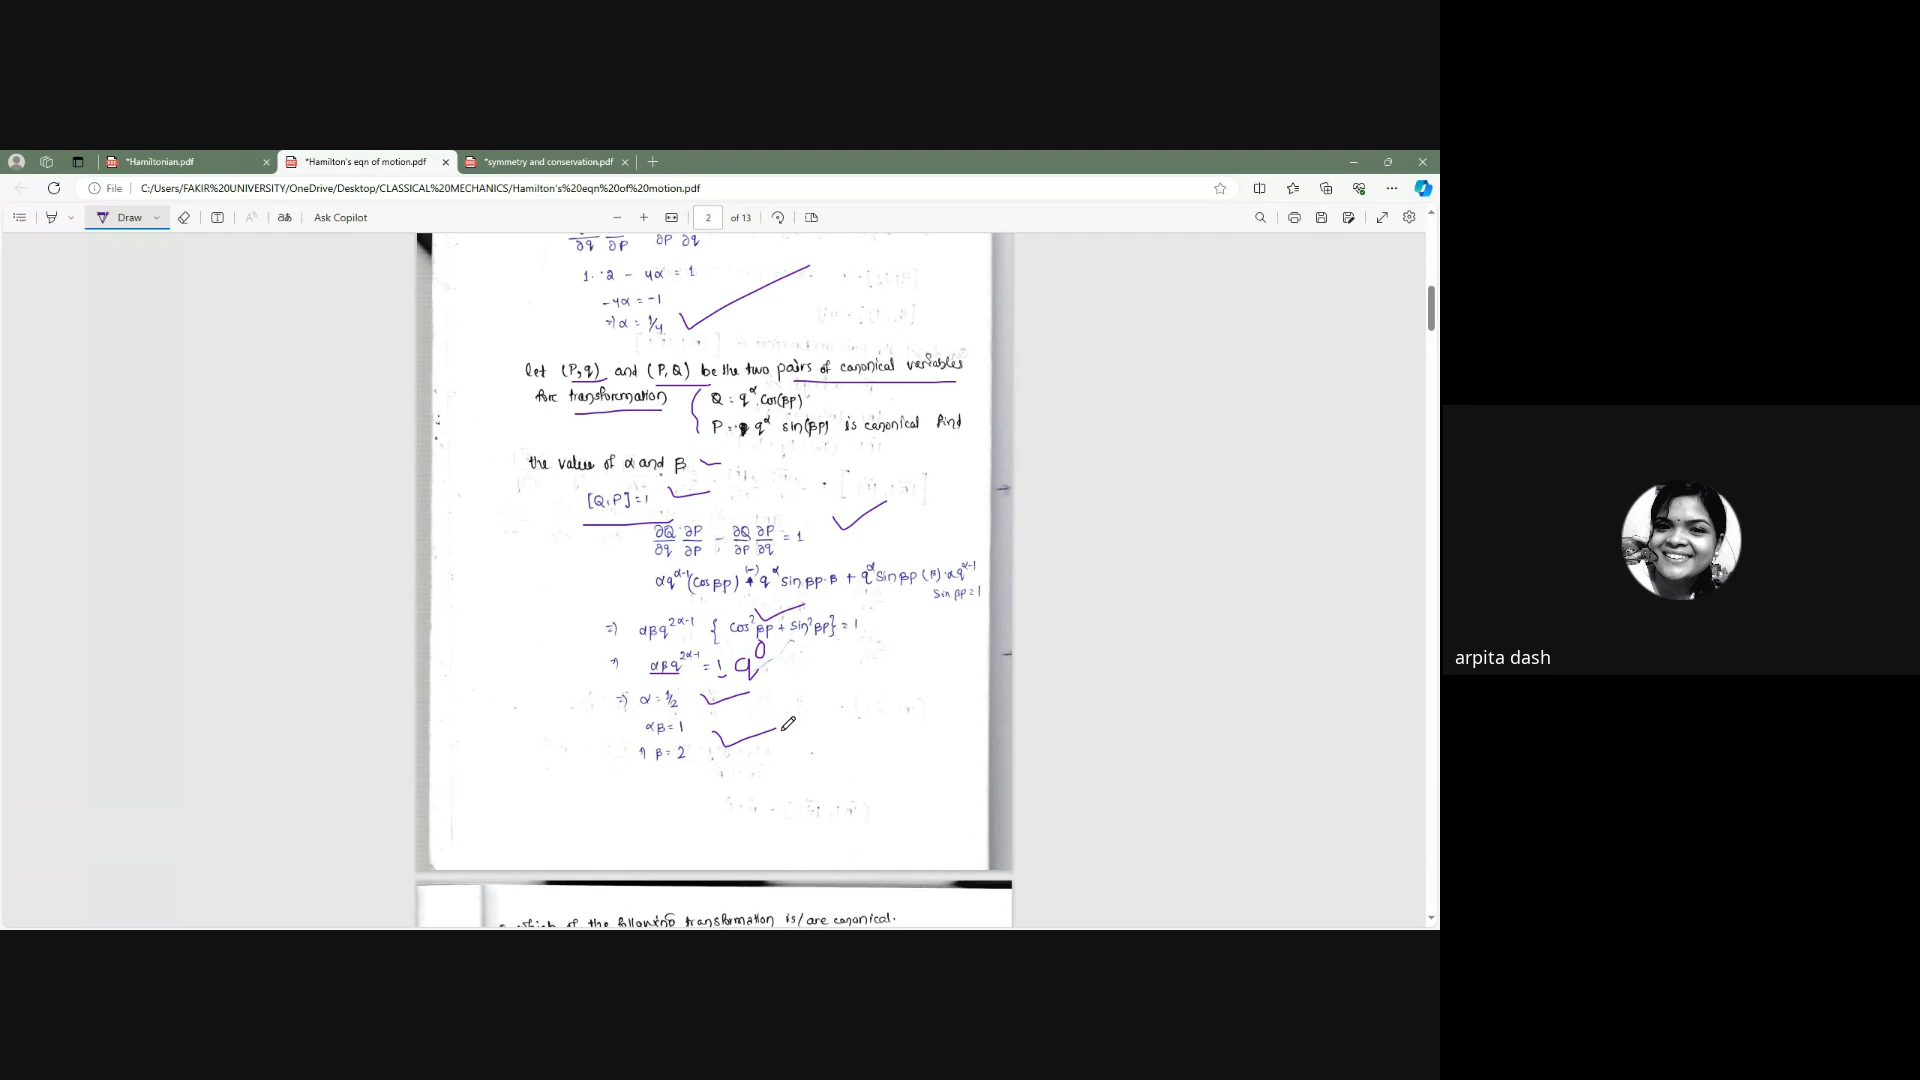 *Hamiltonian.pdf
*Hamilton's eqn of motion.pdf
*symmetry and conservation.pdf
File
C:/Users/FAKIR%20UNIVERSITY/OneDrive/Desktop/CLASSICAL%20MECHANICS/Hamilton's%20eqn%20of%20motion.pdf
Draw
Ask Copilot
2 of 13
∂q ∂P ∂P ∂q
1. 2 - 4α = 1
-4α = -1
=) α = 1/4
let (P,q) and (P,Q) be the two pairs of canonical variables
for transformation Q = q^α cos(βp)
P = q^α sin(βp) is canonical find
the value of α and β
[Q,P] = 1
∂Q/∂q ∂P/∂P - ∂Q/∂P ∂P/∂q = 1
αq^α-1 (cos βp) (-) q^α sin βp·β + q^α sin βp (β)·αq^α-1
sin βp = 1
=) αβq^2α-1 { cos²βp + sin²βp} = 1
αβq^2α-1 = 1 q^0
=) α = 1/2
αβ = 1
β = 2
which of the following transformation is/are canonical.
arpita dash